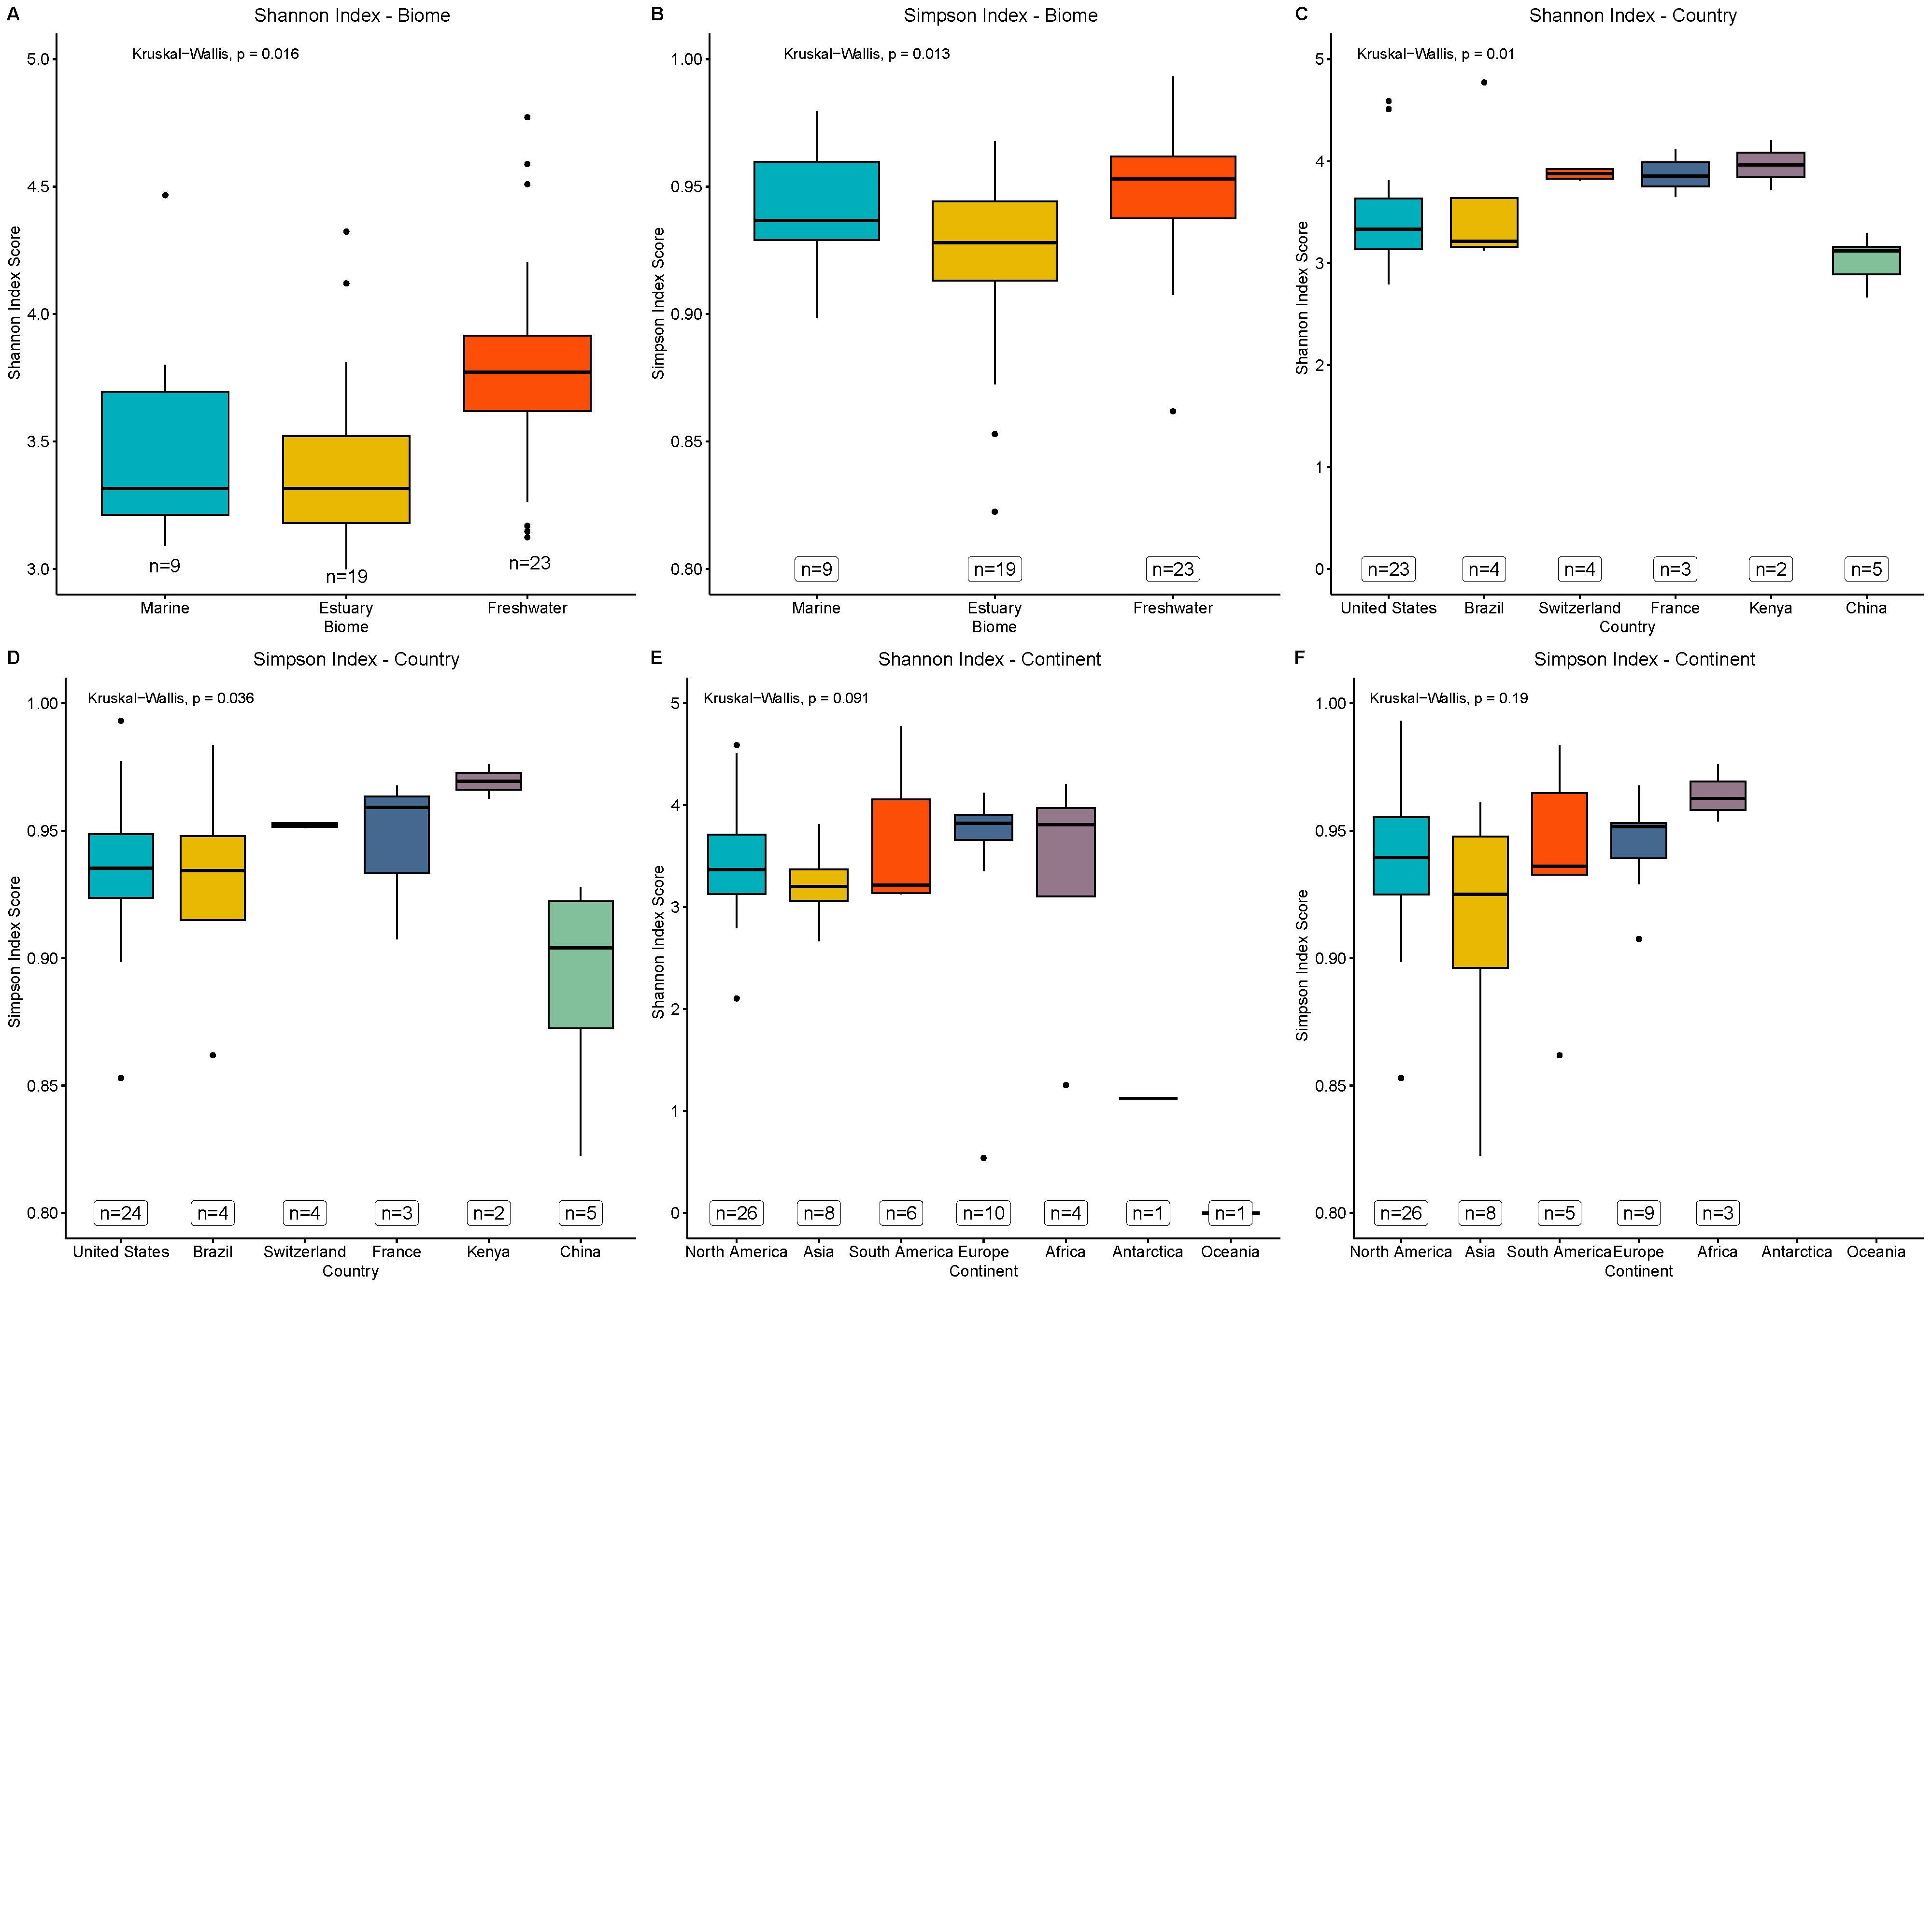 A
Shannon Index - Biome
Kruskal-Wallis, p = 0.016
5.0
4.5
4.0
3.5
3.0
Shannon Index Score
n=9
n=19
n=23
Marine
Estuary
Freshwater
Biome
B
Simpson Index - Biome
Kruskal-Wallis, p = 0.013
1.00
0.95
0.90
0.85
0.80
Simpson Index Score
n=9
n=19
n=23
Marine
Estuary
Freshwater
Biome
C
Shannon Index - Country
Kruskal-Wallis, p = 0.01
5
4
3
2
1
0
Shannon Index Score
n=23
n=4
n=4
n=3
n=2
n=5
United States
Brazil
Switzerland
France
Kenya
China
Country
D
Simpson Index - Country
Kruskal-Wallis, p = 0.036
1.00
0.95
0.90
0.85
0.80
Simpson Index Score
n=24
n=4
n=4
n=3
n=2
n=5
United States
Brazil
Switzerland
France
Kenya
China
Country
E
Shannon Index - Continent
Kruskal-Wallis, p = 0.091
5
4
3
2
1
0
Shannon Index Score
n=26
n=8
n=6
n=10
n=4
n=1
n=1
North America
Asia
South America
Europe
Africa
Antarctica
Oceania
Continent
F
Simpson Index - Continent
Kruskal-Wallis, p = 0.19
1.00
0.95
0.90
0.85
0.80
Simpson Index Score
n=26
n=8
n=5
n=9
n=3
North America
Asia
South America
Europe
Africa
Antarctica
Oceania
Continent